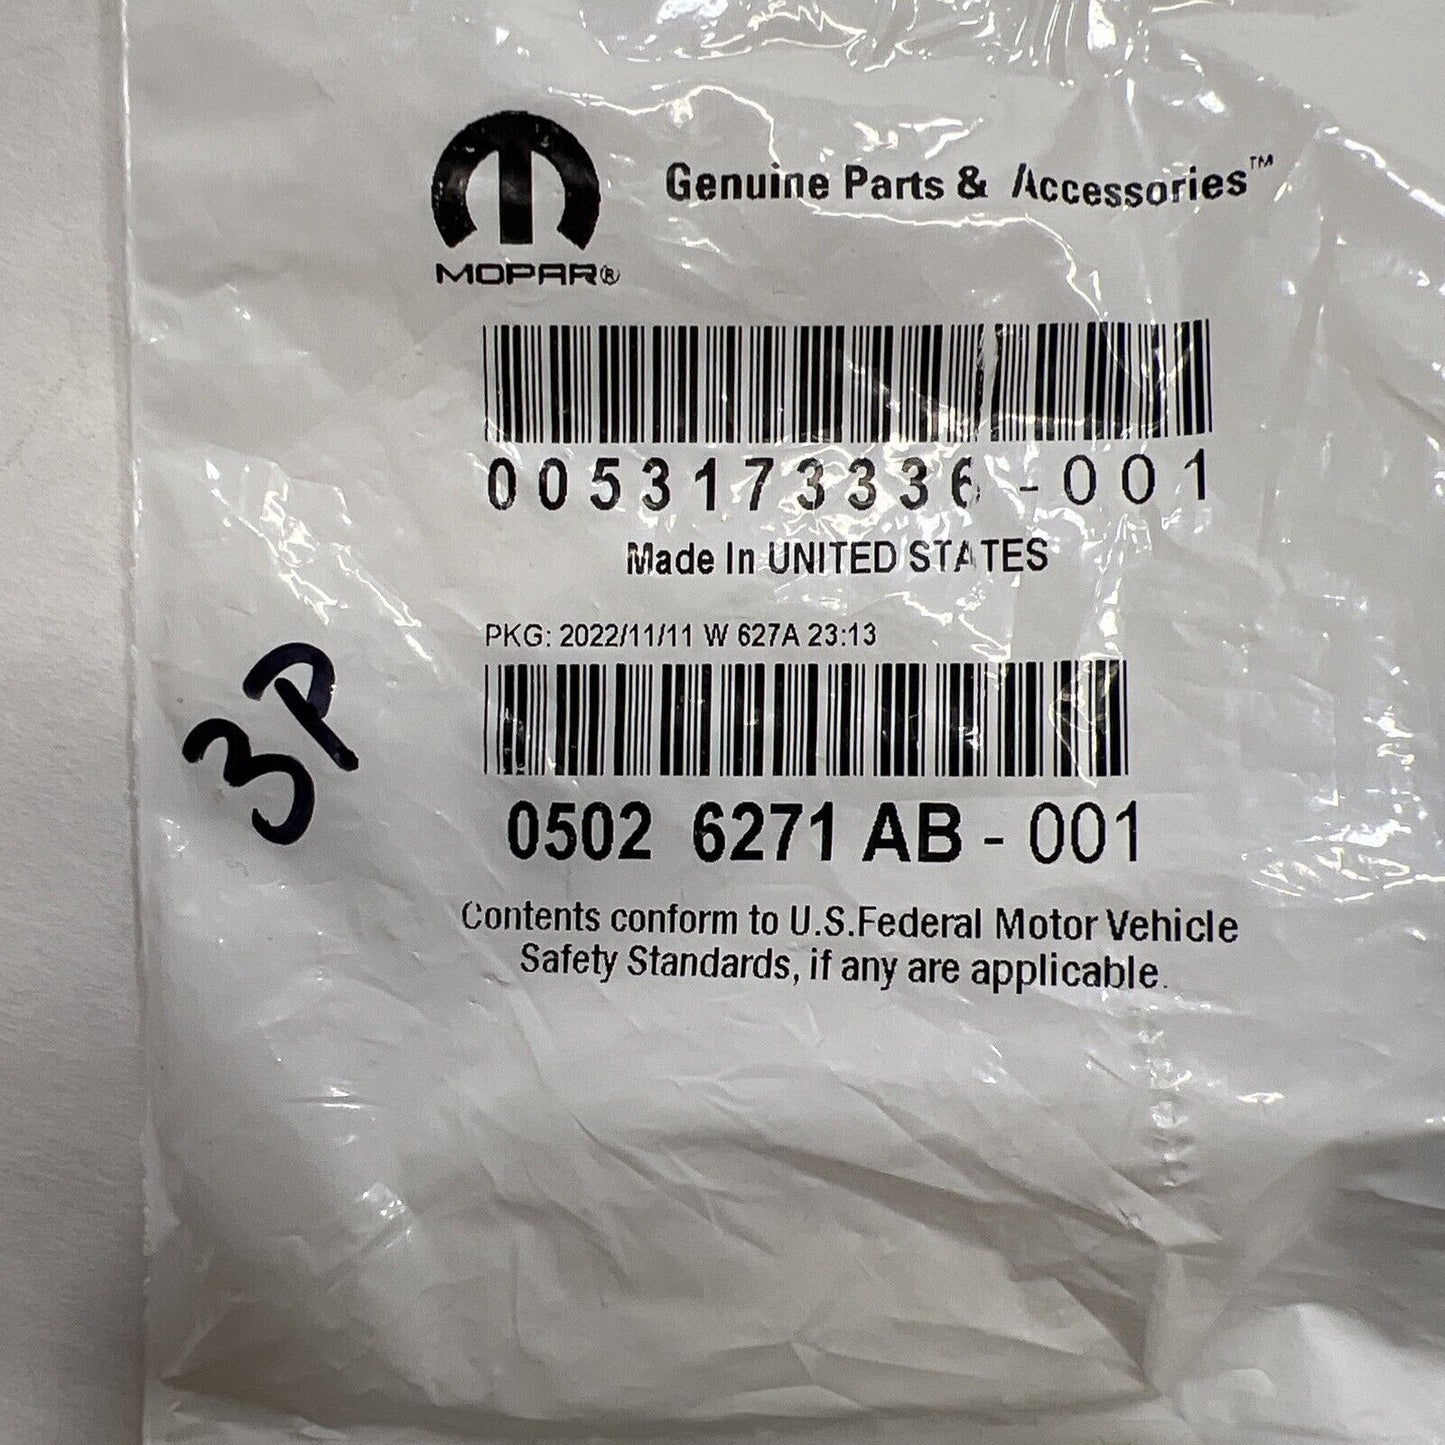 Genuine Parts & Accessories™
MOPAR®
0053173336-001
Made In UNITED STATES
PKG: 2022/11/11 W 627A 23:13
3P
0502 6271 AB - 001
Contents conform to U.S.Federal Motor Vehicle
Safety Standards, if any are applicable.